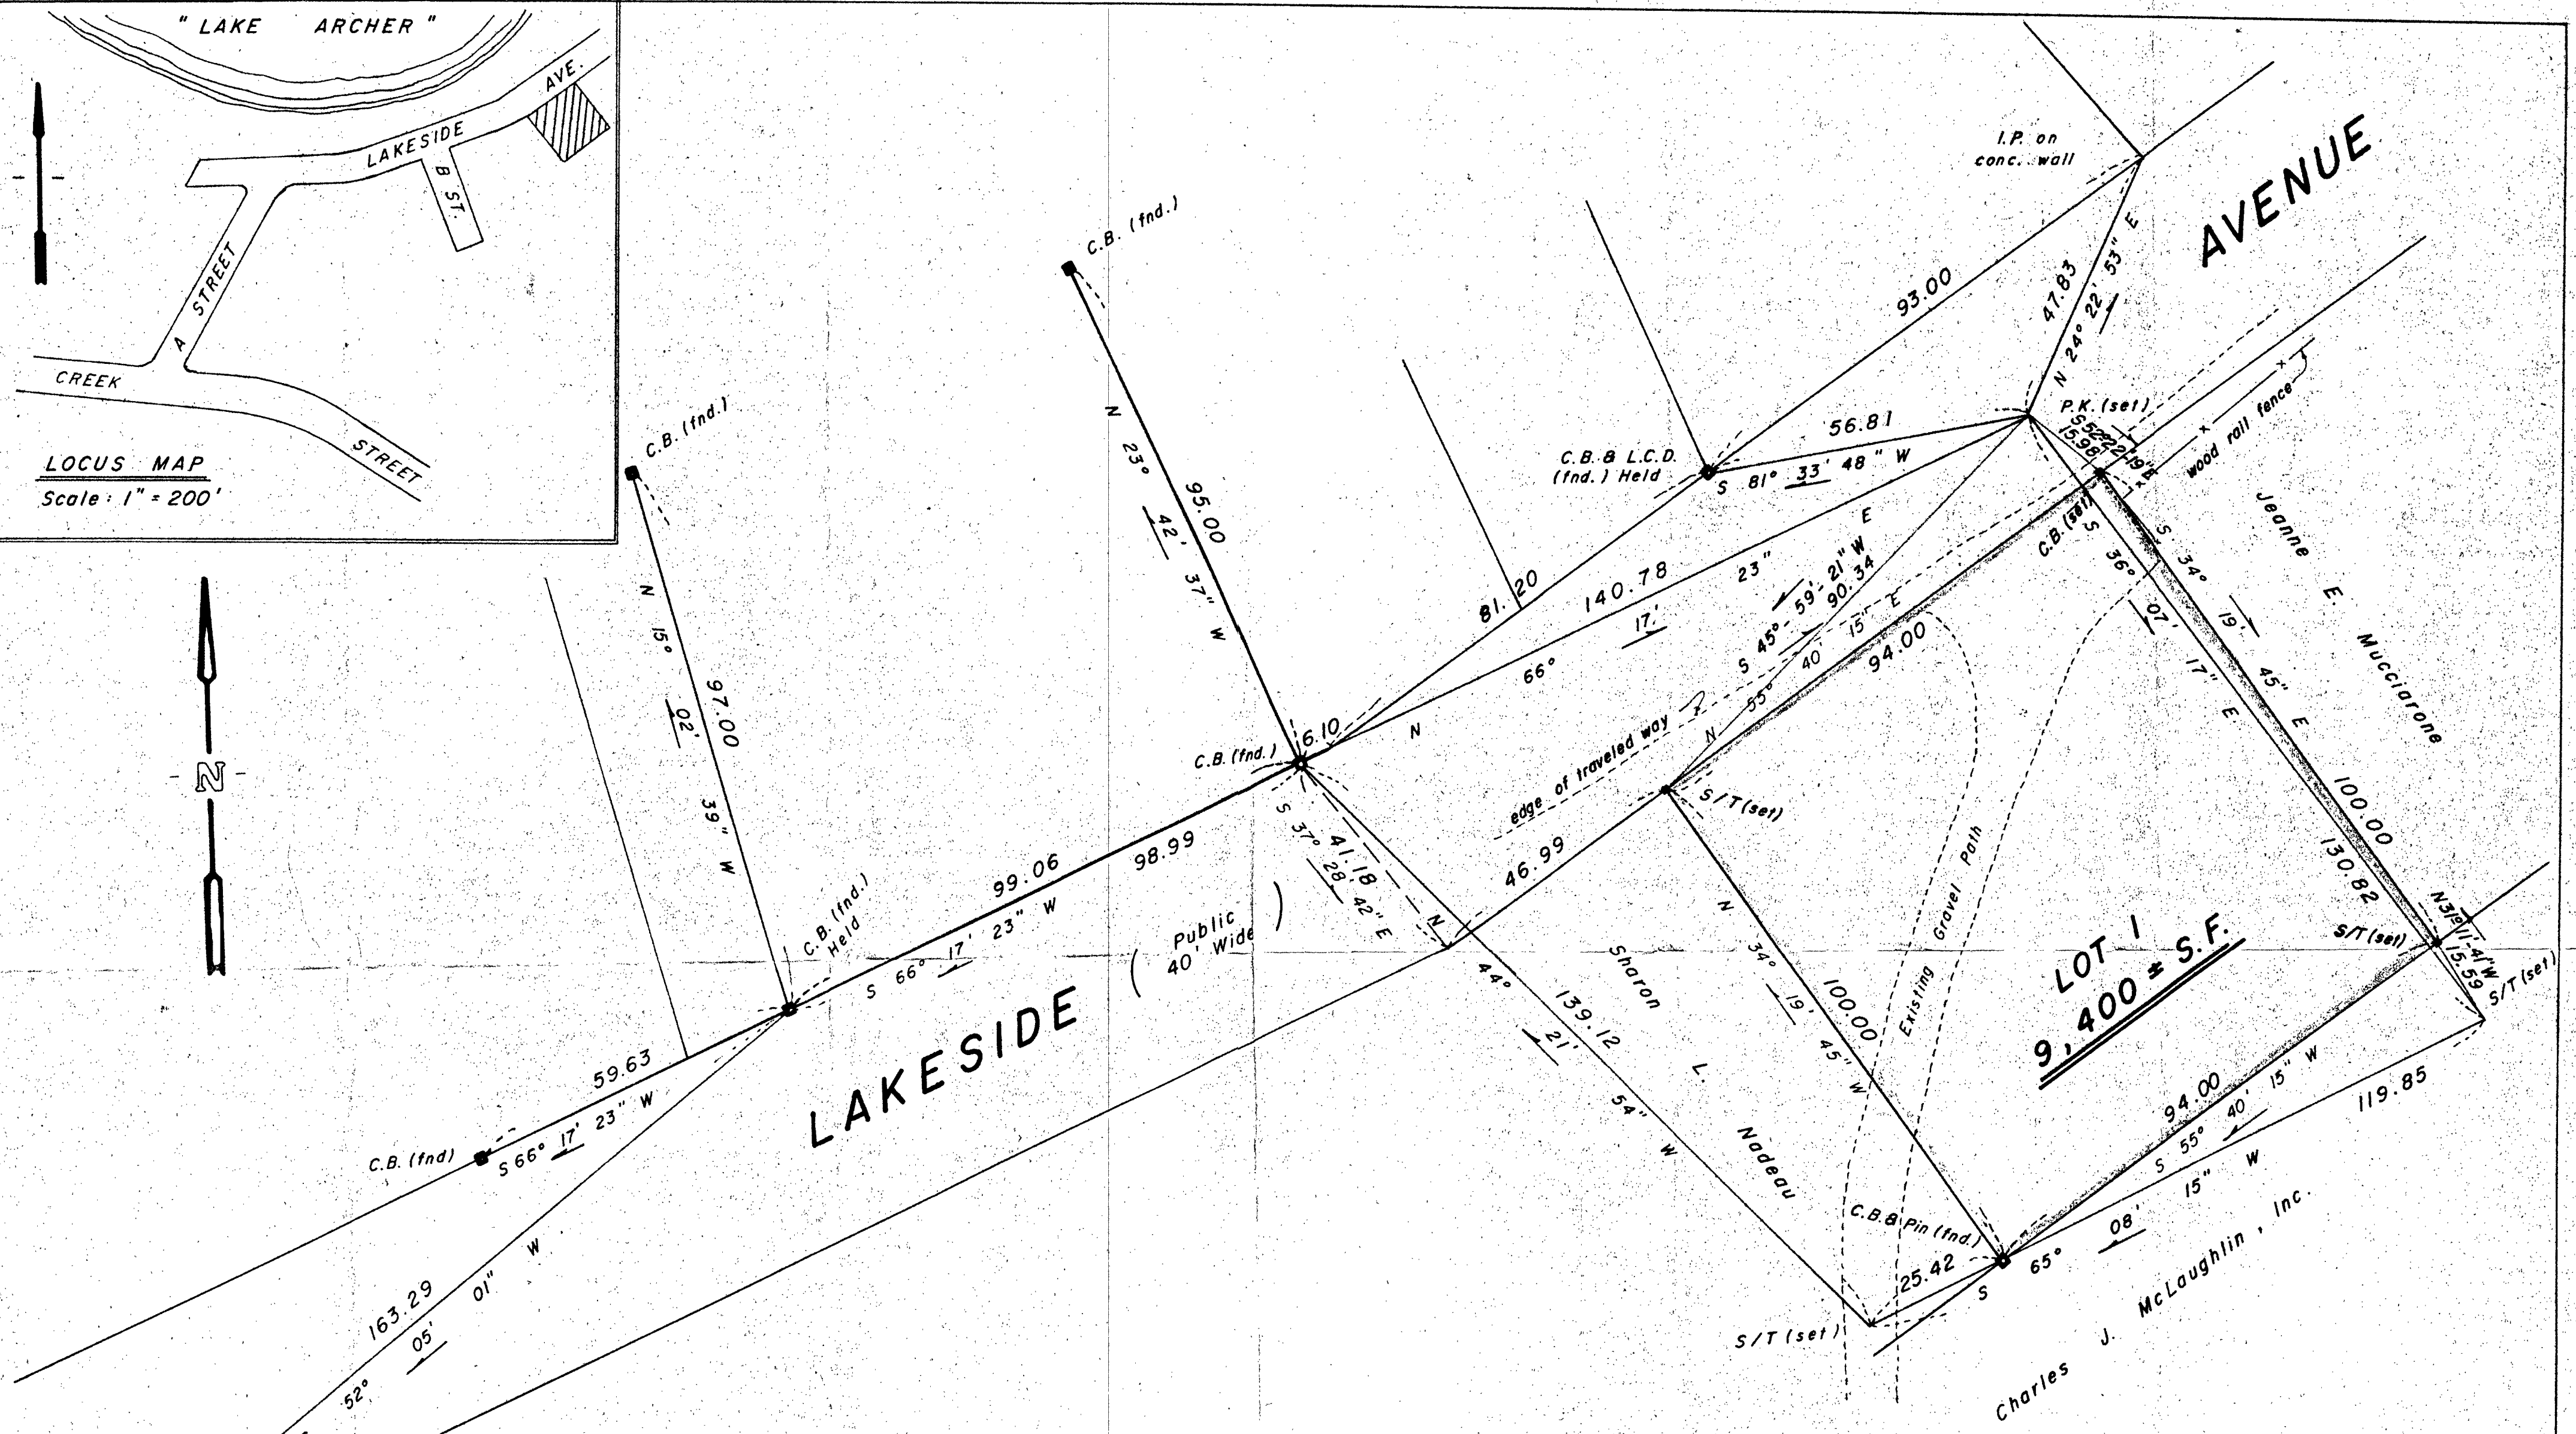 " LAKE ARCHER "
AVE.
LAKESIDE
B ST.
A STREET
CREEK
STREET
LOCUS MAP
Scale : 1" = 200'
N
C.B. (fnd.)
N 15° 02' 39" W
97.00
C.B. (fnd.)
N 23° 42' 37" W
95.00
I.P. on
conc. wall
AVENUE
93.00
47.83
N 24° 22' 53" E
P.K. (set)
S 52°-22'-19" E
15.98
wood rail fence
56.81
S 81° 33' 48" W
C.B. & L.C.D.
(fnd.) Held
81.20
140.78
N 66° 17' 23" E
S 45°-59'-21" W
90.34
C.B. (set)
N 55° 40' 15" E
94.00
edge of traveled way
S/T (set)
46.99
C.B. (fnd.)
6.10
S 37° 28' 42" E
41.18
99.06
98.99
S 66° 17' 23" W
C.B. (fnd.)
Held
( Public
40' Wide )
LAKESIDE
59.63
S 66° 17' 23" W
C.B. (fnd)
163.29
52° 05' 01" W
N 44° 21' 54" W
139.12
Sharon L. Nadeau
N 34° 19' 45" W
100.00
Existing Gravel Path
LOT 1
9,400 ± S.F.
S 34° 19' 45" E
100.00
S 36° 07' 17" E
130.82
Jeanne E. Mucciarone
S/T (set)
N 31°-11'-41" W
15.59
S/T (set)
94.00
S 55° 40' 15" W
119.85
S 65° 08' 15" W
C.B. & Pin (fnd.)
25.42
S/T (set)
Charles J. McLaughlin, Inc.